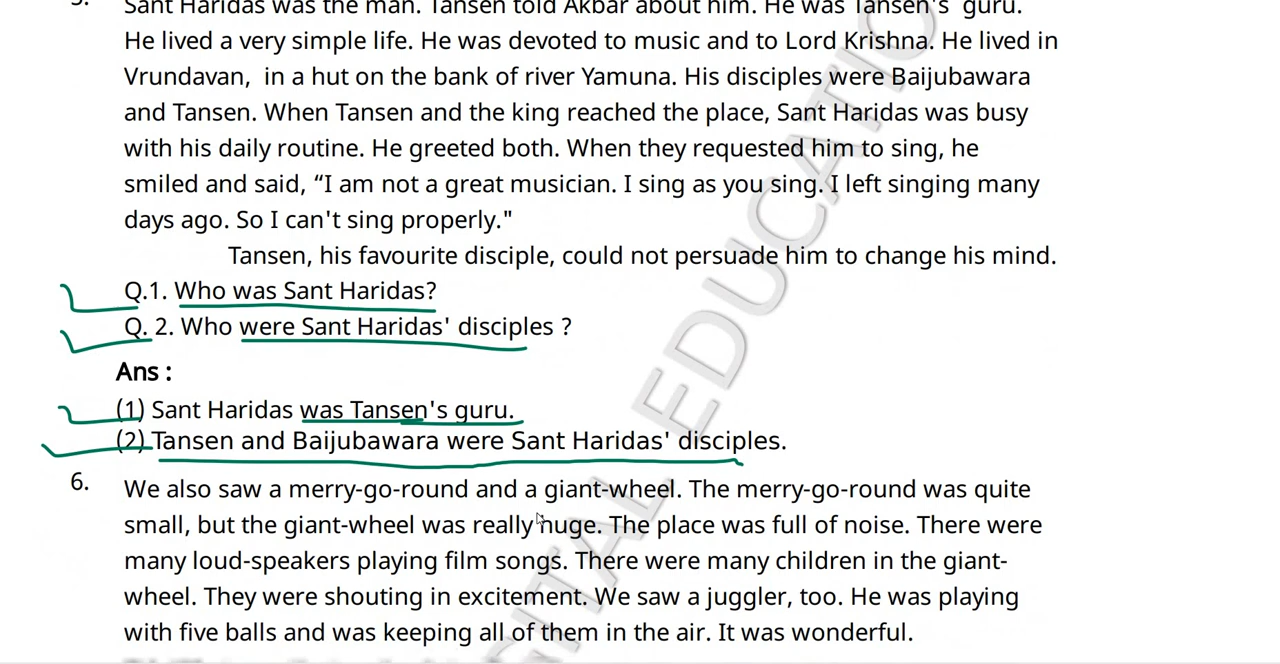 Sant Haridas was the man. Tansen told Akbar about him. He was Tansen's guru.
He lived a very simple life. He was devoted to music and to Lord Krishna. He lived in
Vrundavan, in a hut on the bank of river Yamuna. His disciples were Baijubawara
and Tansen. When Tansen and the king reached the place, Sant Haridas was busy
with his daily routine. He greeted both. When they requested him to sing, he
smiled and said, “I am not a great musician. I sing as you sing. I left singing many
days ago. So I can't sing properly."
Tansen, his favourite disciple, could not persuade him to change his mind.
Q.1. Who was Sant Haridas?
Q. 2. Who were Sant Haridas' disciples ?
Ans :
(1) Sant Haridas was Tansen's guru.
(2) Tansen and Baijubawara were Sant Haridas' disciples.
6. We also saw a merry-go-round and a giant-wheel. The merry-go-round was quite
small, but the giant-wheel was really huge. The place was full of noise. There were
many loud-speakers playing film songs. There were many children in the giant-
wheel. They were shouting in excitement. We saw a juggler, too. He was playing
with five balls and was keeping all of them in the air. It was wonderful.
EDUCATIO
GITAL